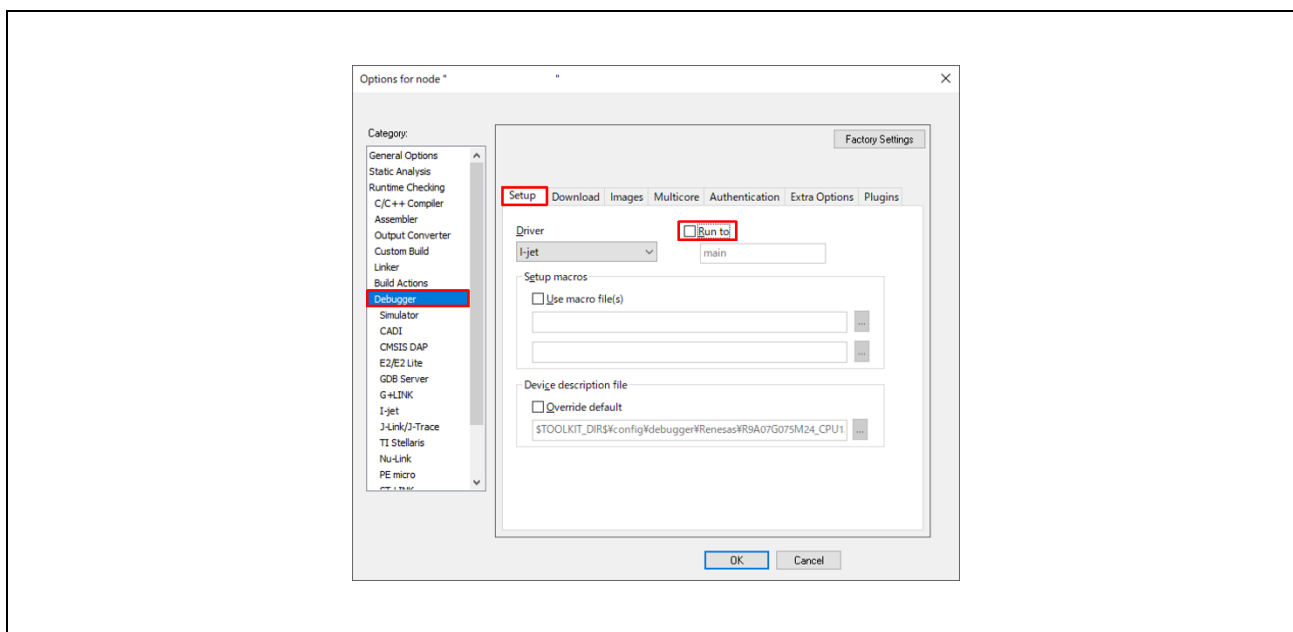 Options for node " "
Category:
Factory Settings
General Options
Static Analysis
Runtime Checking
C/C++ Compiler
Assembler
Output Converter
Custom Build
Linker
Build Actions
Debugger
Simulator
CADI
CMSIS DAP
E2/E2 Lite
GDB Server
G+LINK
I-jet
J-Link/J-Trace
TI Stellaris
Nu-Link
PE micro
Setup Download Images Multicore Authentication Extra Options Plugins
Driver Run to
I-jet main
Setup macros
Use macro file(s)
...
...
Device description file
Override default
$TOOLKIT_DIR$¥config¥debugger¥Renesas¥R9A07G075M24_CPU1 ...
OK Cancel